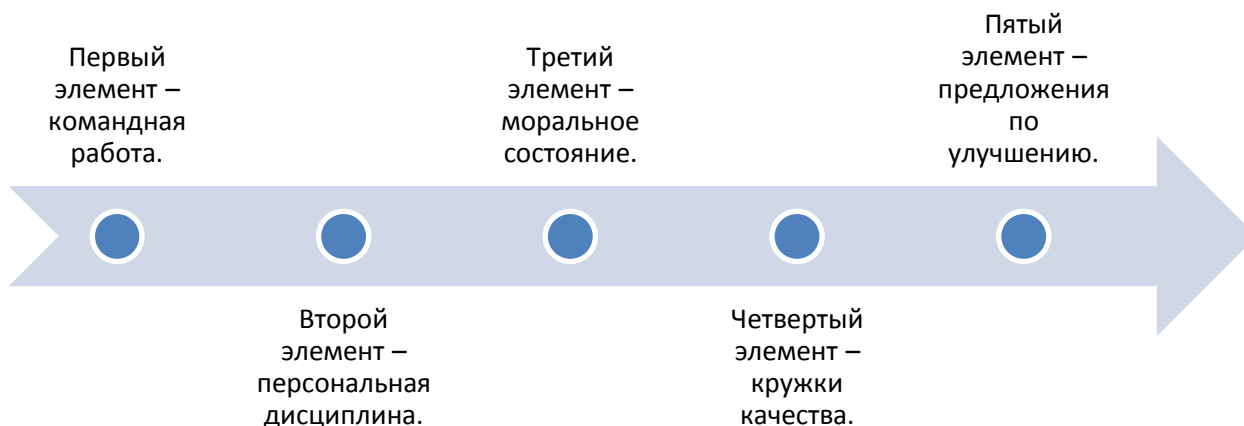 Первый
элемент –
командная
работа.
Второй
элемент –
персональная
дисциплина.
Третий
элемент –
моральное
состояние.
Четвертый
элемент –
кружки
качества.
Пятый
элемент –
предложения
по
улучшению.